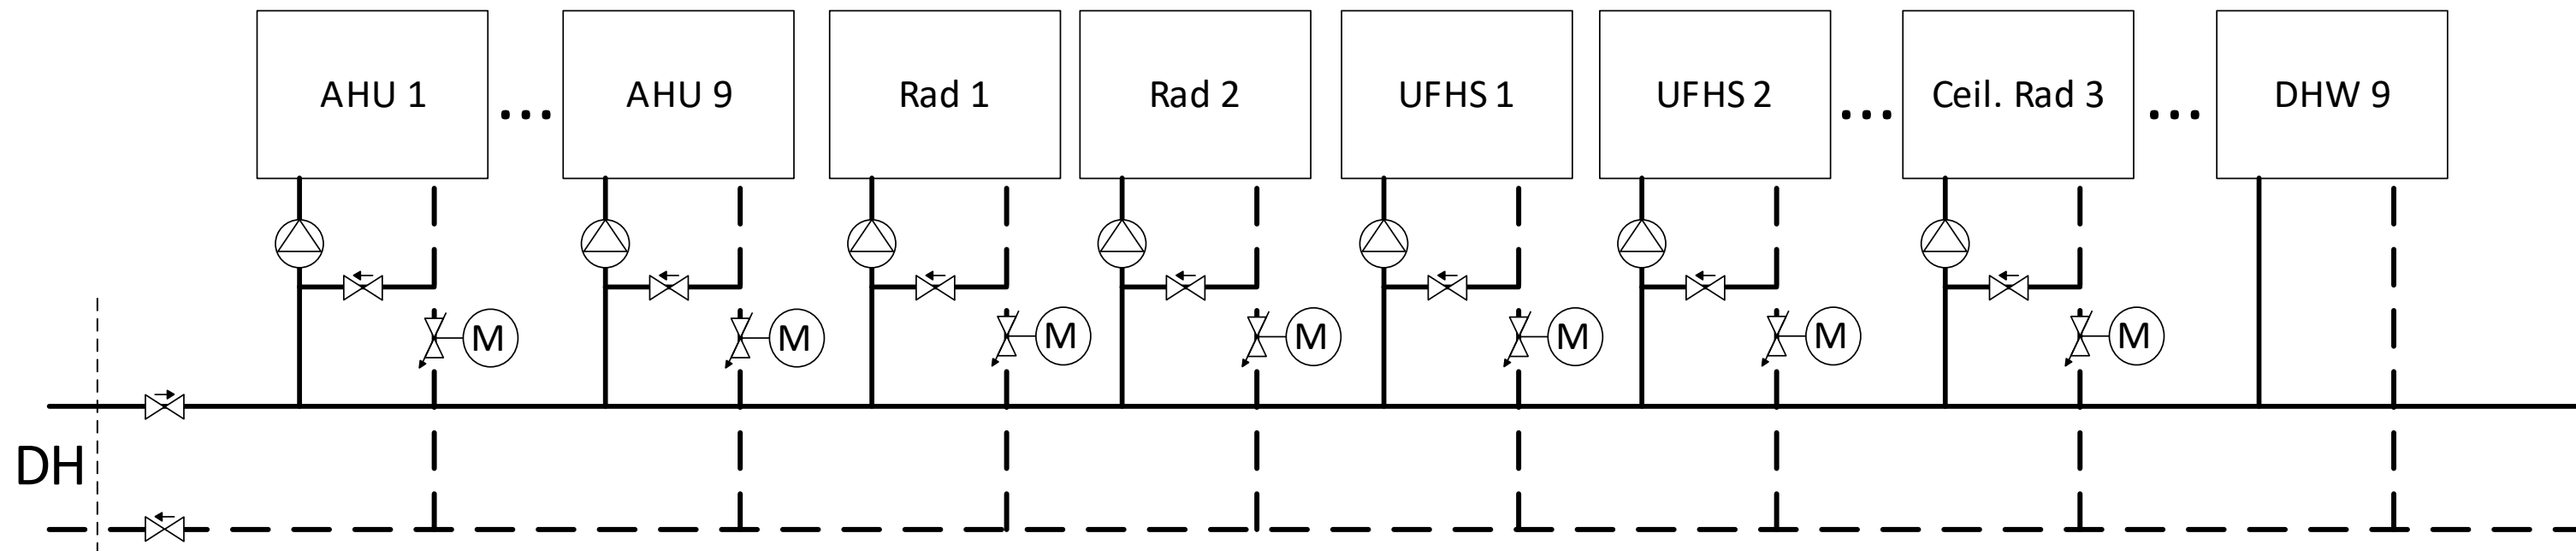 AHU 1
...
AHU 9
Rad 1
Rad 2
UFHS 1
UFHS 2
...
Ceil. Rad 3
...
DHW 9
M
M
M
M
M
M
M
DH